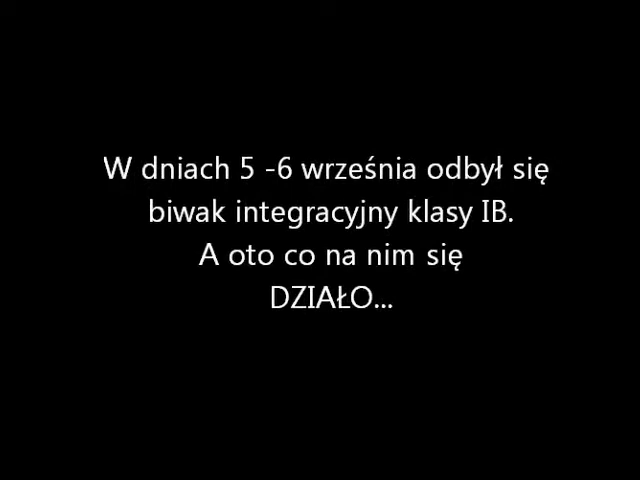 W dniach 5 -6 września odbył się
biwak integracyjny klasy IB.
A oto co na nim się
DZIAŁO...